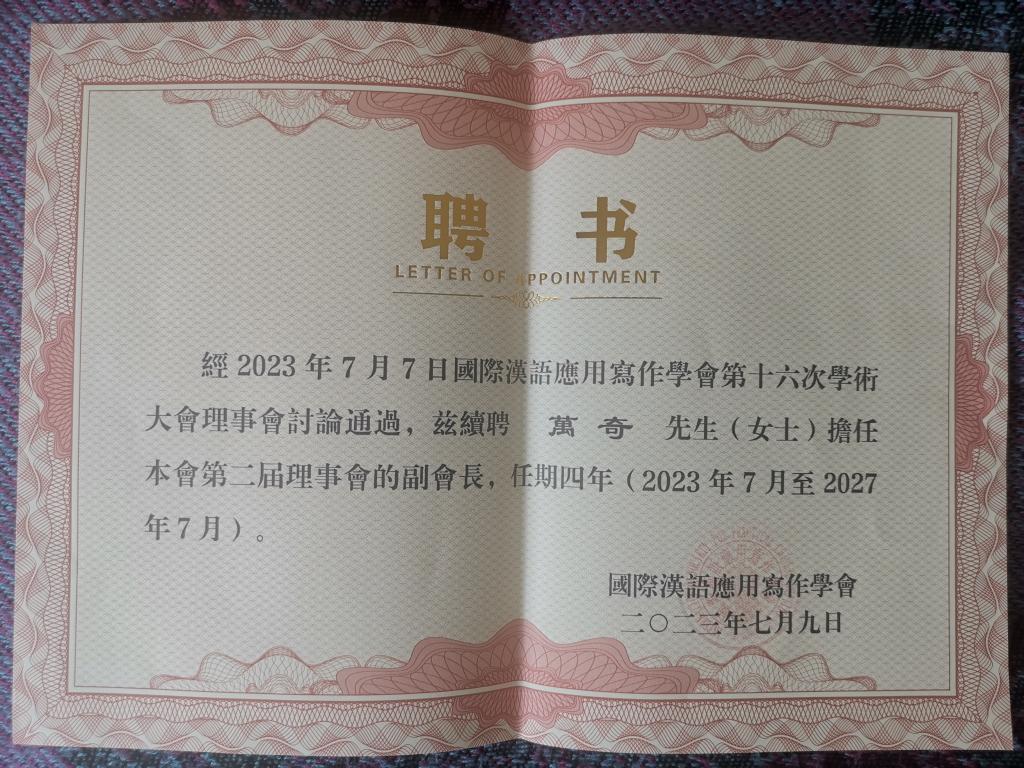 聘 书
LETTER OF APPOINTMENT
經 2023 年 7 月 7 日國際漢語應用寫作學會第十六次學術
大會理事會討論通過，兹續聘 萬奇 先生（女士）擔任
本會第二届理事會的副會長，任期四年（2023 年 7 月至 2027
年 7 月）。
國際漢語應用寫作學會
二〇二三年七月九日